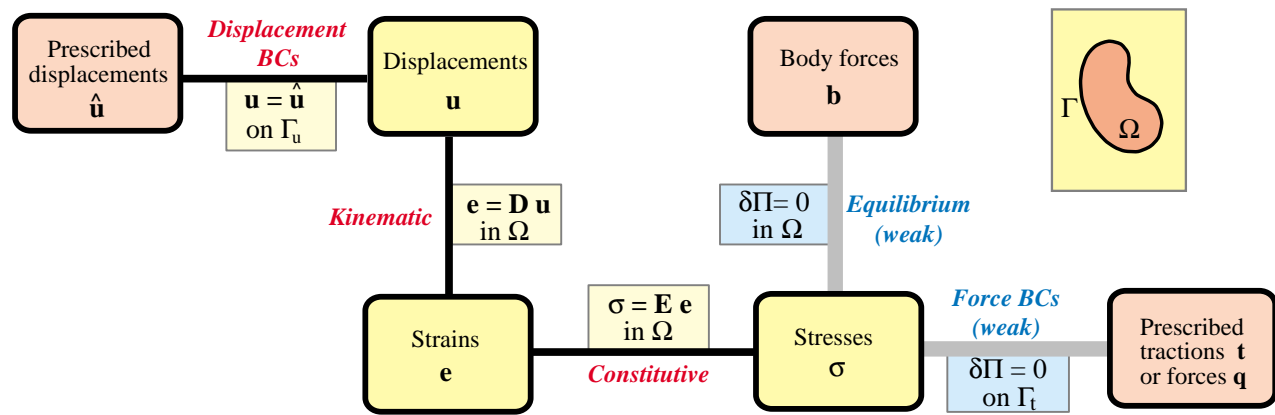 Prescribed
displacements
û
Displacement
BCs
u = û
on Γu
Displacements
u
Body forces
b
Γ
Ω
Kinematic
e = D u
in Ω
δΠ= 0
in Ω
Equilibrium
(weak)
Strains
e
σ = E e
in Ω
Constitutive
Stresses
σ
Force BCs
(weak)
δΠ = 0
on Γt
Prescribed
tractions t
or forces q